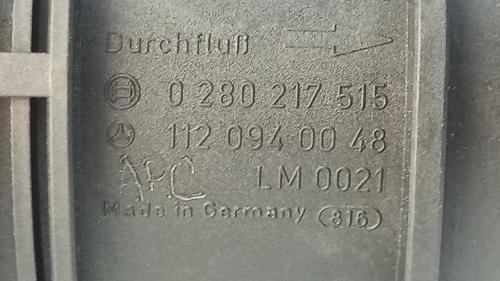 Durchfluß
0 280 217 515
112 094 00 48
LM 0021
Made in Germany (816)